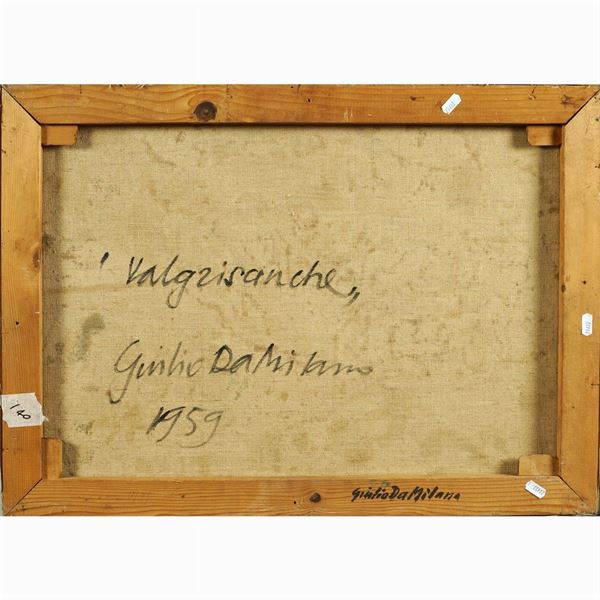 ' Valgrisanche,,
Giulio Da Milano
1959
140
Giulio Da Milano